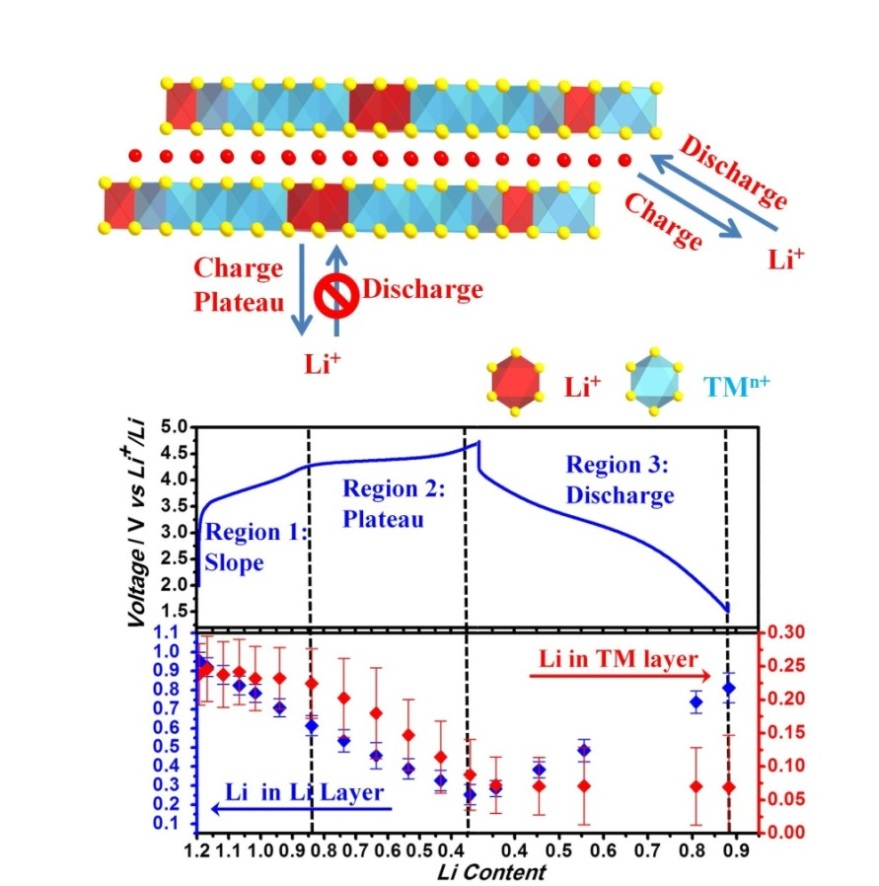 Discharge
Charge
Li+
Charge
Plateau
Discharge
Li+
Li+
TMn+
Voltage / V vs Li+/Li
5.0
4.5
4.0
3.5
3.0
2.5
2.0
1.5
Region 1:
Slope
Region 2:
Plateau
Region 3:
Discharge
1.1
1.0
0.9
0.8
0.7
0.6
0.5
0.4
0.3
0.2
0.1
Li in TM layer
Li in Li Layer
0.30
0.25
0.20
0.15
0.10
0.05
0.00
1.2 1.1 1.0 0.9 0.8 0.7 0.6 0.5 0.4 0.4 0.5 0.6 0.7 0.8 0.9
Li Content